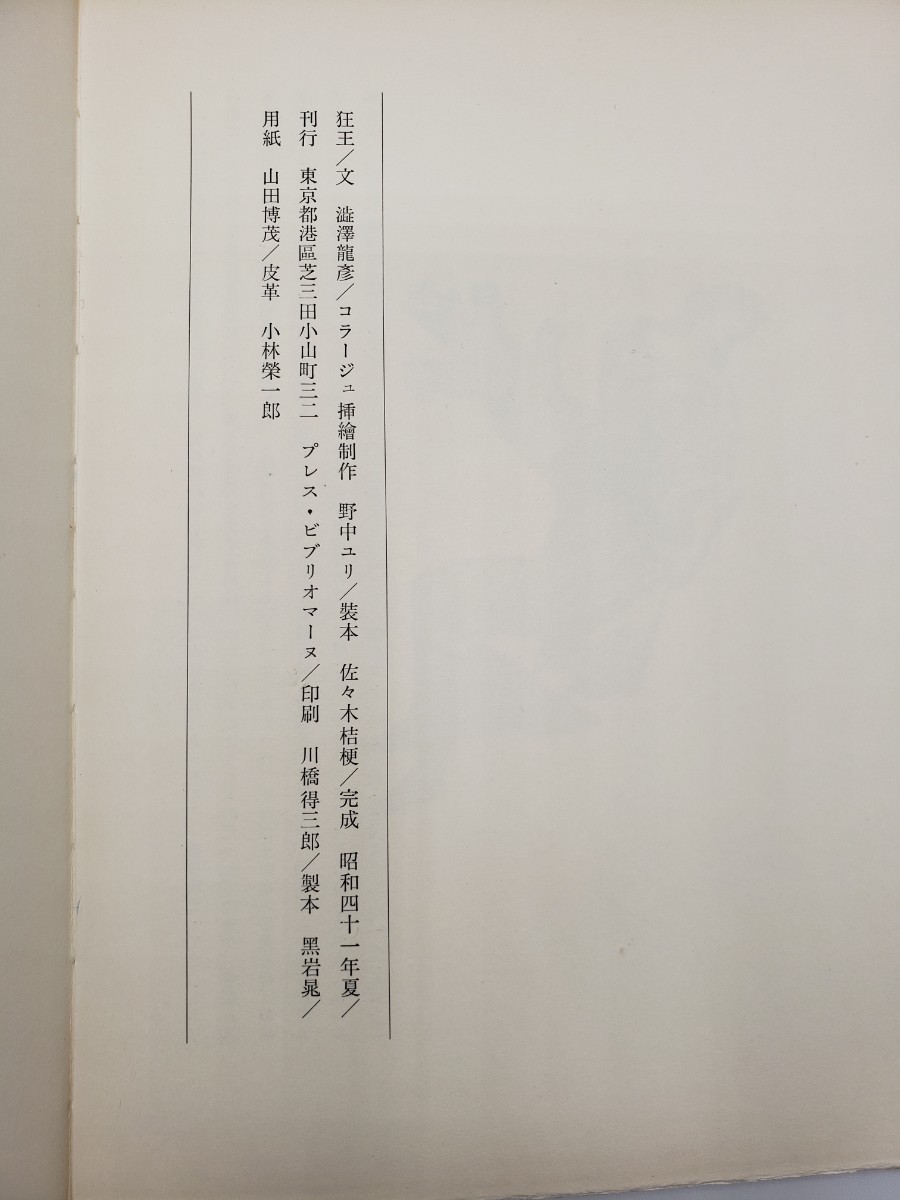 狂王／文　澁澤龍彥／コラージュ挿繪制作　野中ユリ／裝本　佐々木桔梗／完成　昭和四十一年夏／
刊行　東京都港區芝三田小山町三二　プレス・ビブリオマーヌ／印刷　川橋得三郎／製本　黑岩晁／
用紙　山田博茂／皮革　小林榮一郎